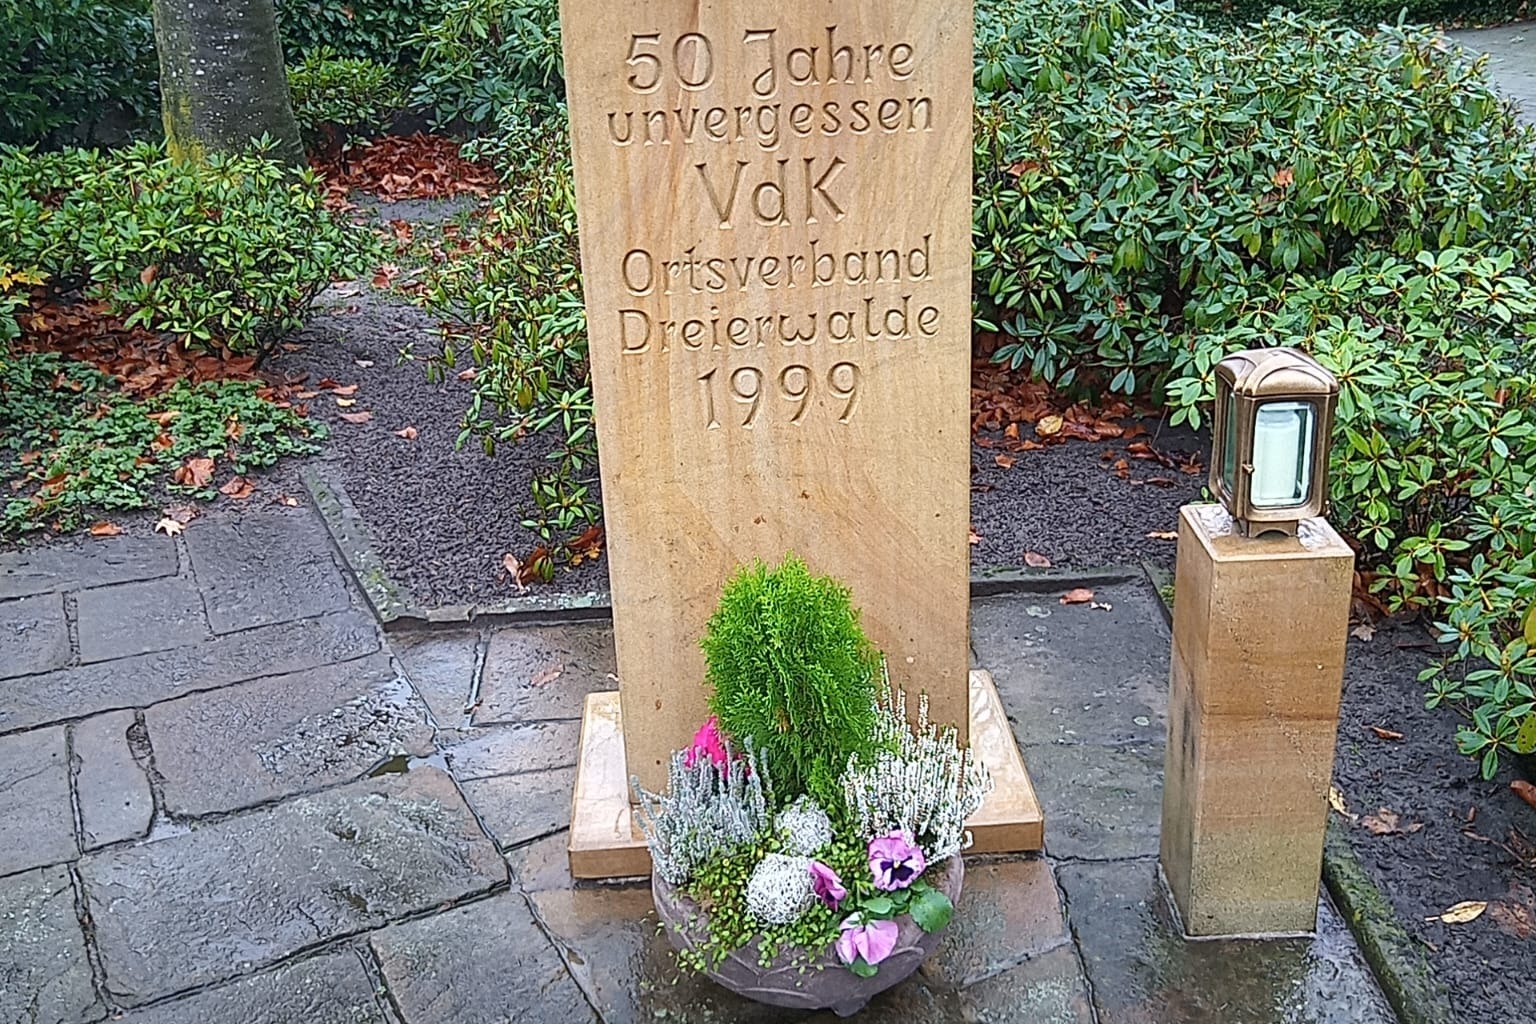 50 Jahre
unvergessen
VdK
Ortsverband
Dreierwalde
1999